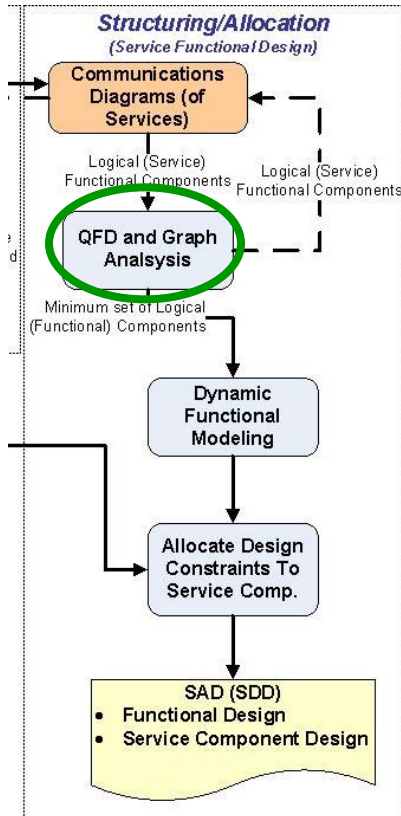 Structuring/Allocation
(Service Functional Design)
Communications
Diagrams (of
Services)
Logical (Service)
Functional Components
Logical (Service)
Functional Components
QFD and Graph
Analsysis
Minimum set of Logical
(Functional) Components
Dynamic
Functional
Modeling
Allocate Design
Constraints To
Service Comp.
SAD (SDD)
• Functional Design
• Service Component Design